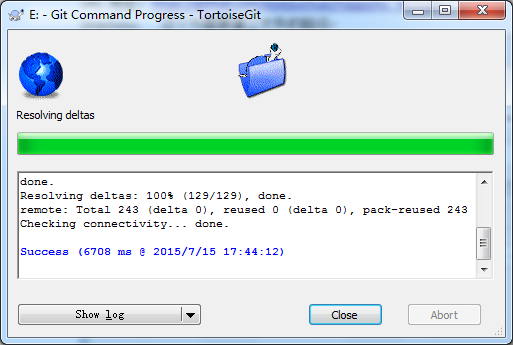 E: - Git Command Progress - TortoiseGit
Resolving deltas
done.
Resolving deltas: 100% (129/129), done.
remote: Total 243 (delta 0), reused 0 (delta 0), pack-reused 243
Checking connectivity... done.
Success (6708 ms @ 2015/7/15 17:44:12)
Show log
Close
Abort